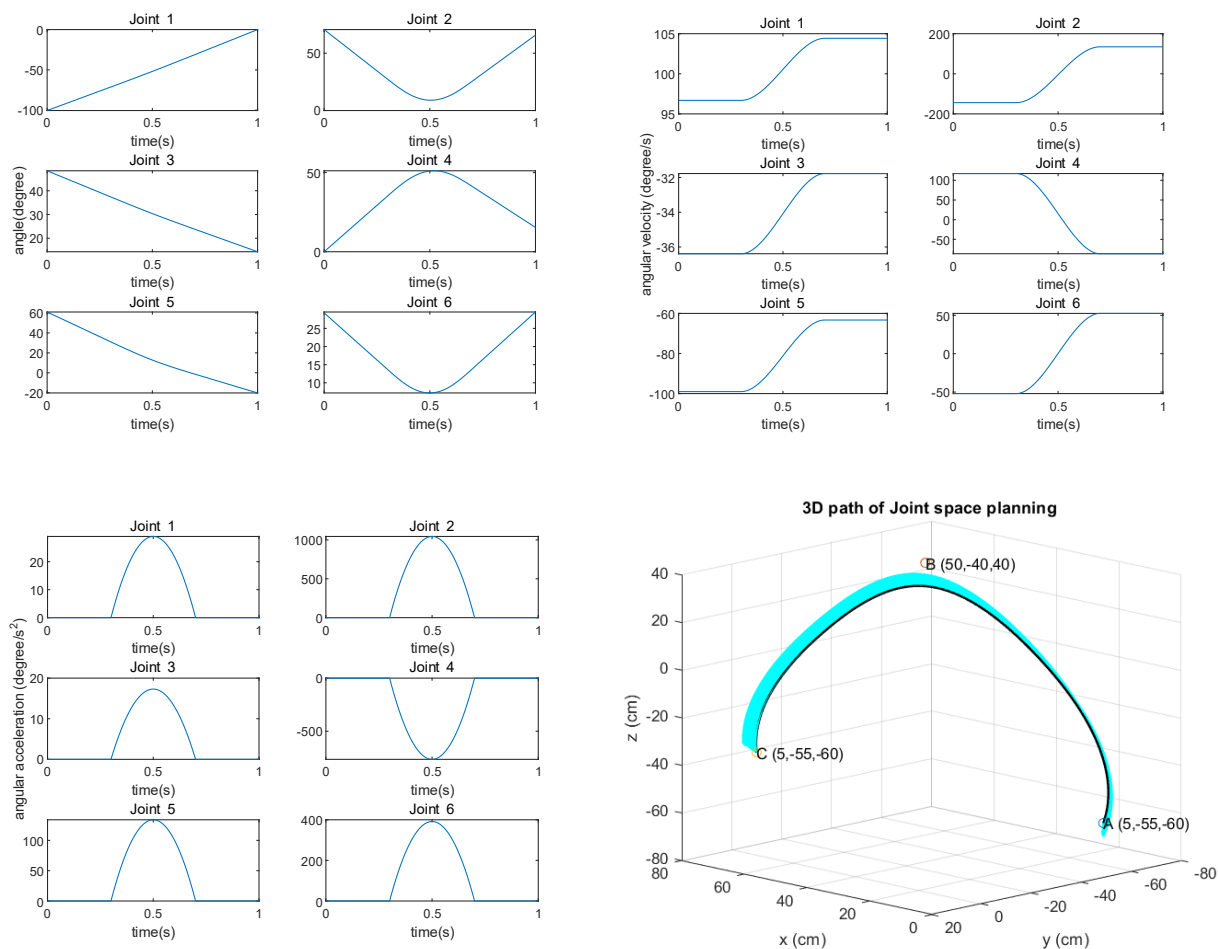 Joint 1
0
-50
-100
0
0.5
1
time(s)
Joint 2
50
0
0
0.5
1
time(s)
Joint 3
40
30
20
0
0.5
1
time(s)
Joint 4
50
0
0
0.5
1
time(s)
Joint 5
60
40
20
0
-20
0
0.5
1
time(s)
Joint 6
25
20
15
10
0
0.5
1
time(s)
angle(degree)
Joint 1
105
100
95
0
0.5
1
time(s)
Joint 2
200
0
-200
0
0.5
1
time(s)
Joint 3
-32
-34
-36
0
0.5
1
time(s)
Joint 4
100
50
0
-50
0
0.5
1
time(s)
Joint 5
-60
-80
-100
0
0.5
1
time(s)
Joint 6
50
0
-50
0
0.5
1
time(s)
angular velocity (degree/s)
Joint 1
20
10
0
0
0.5
1
time(s)
Joint 2
1000
500
0
0
0.5
1
time(s)
Joint 3
20
10
0
0
0.5
1
time(s)
Joint 4
0
-500
0
0.5
1
time(s)
Joint 5
100
50
0
0
0.5
1
time(s)
Joint 6
400
200
0
0
0.5
1
time(s)
angular acceleration (degree/s²)
3D path of Joint space planning
B (50,-40,40)
C (5,-55,-60)
A (5,-55,-60)
40
20
0
-20
-40
-60
-80
z (cm)
80
60
40
20
0
x (cm)
20
0
-20
-40
-60
-80
y (cm)